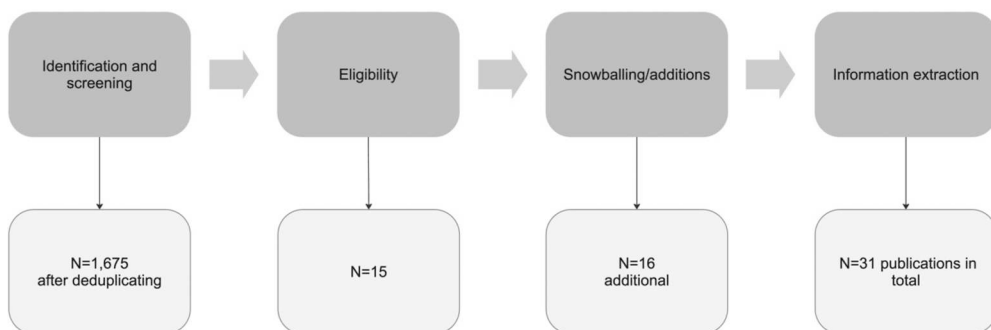 Identification and
screening
Eligibility
Snowballing/additions
Information extraction
N=1,675
after deduplicating
N=15
N=16
additional
N=31 publications in
total